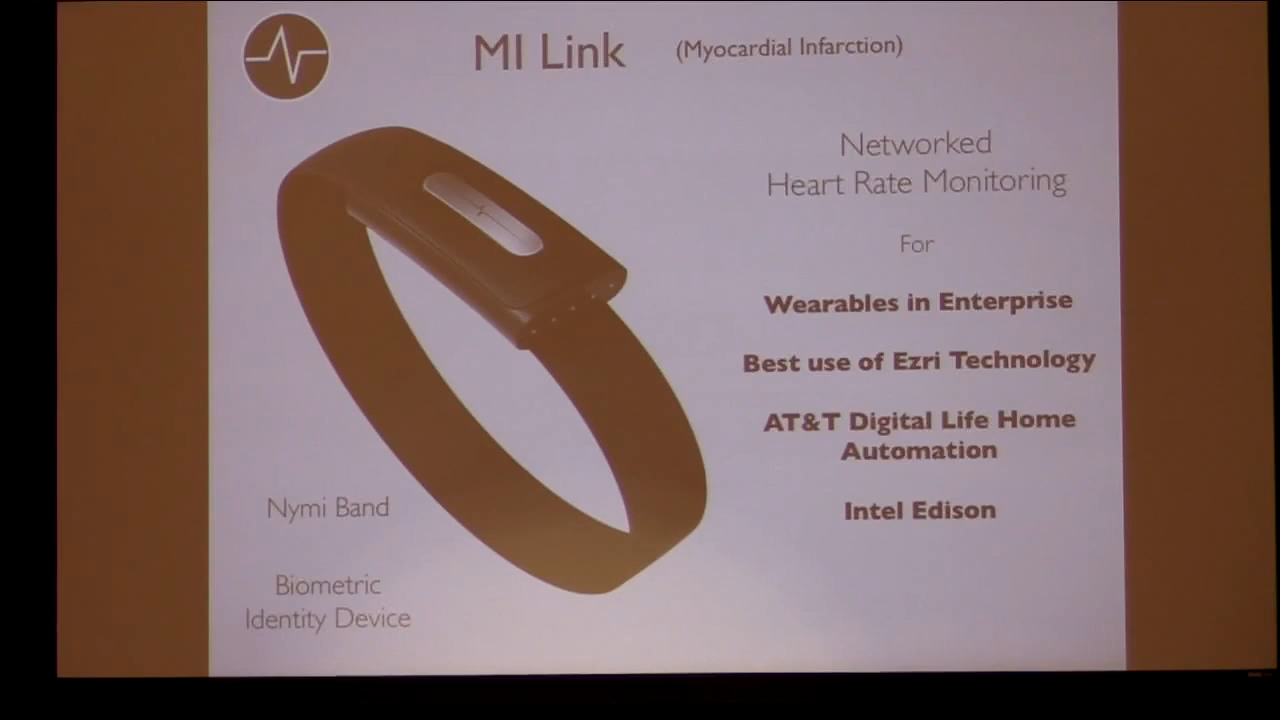 MI Link (Myocardial Infarction)
Networked
Heart Rate Monitoring
For
Wearables in Enterprise
Best use of Ezri Technology
AT&T Digital Life Home
Automation
Intel Edison
Nymi Band
Biometric
Identity Device